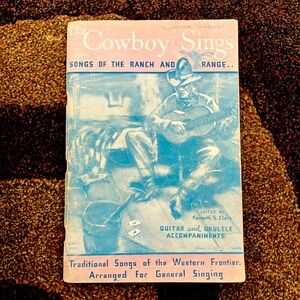 The
Cowboy Sings
SONGS OF THE RANCH AND RANGE..
EDITED BY
Kenneth S. Clark
GUITAR and UKULELE
ACCOMPANIMENTS
Traditional Songs of the Western Frontier
Arranged for General Singing